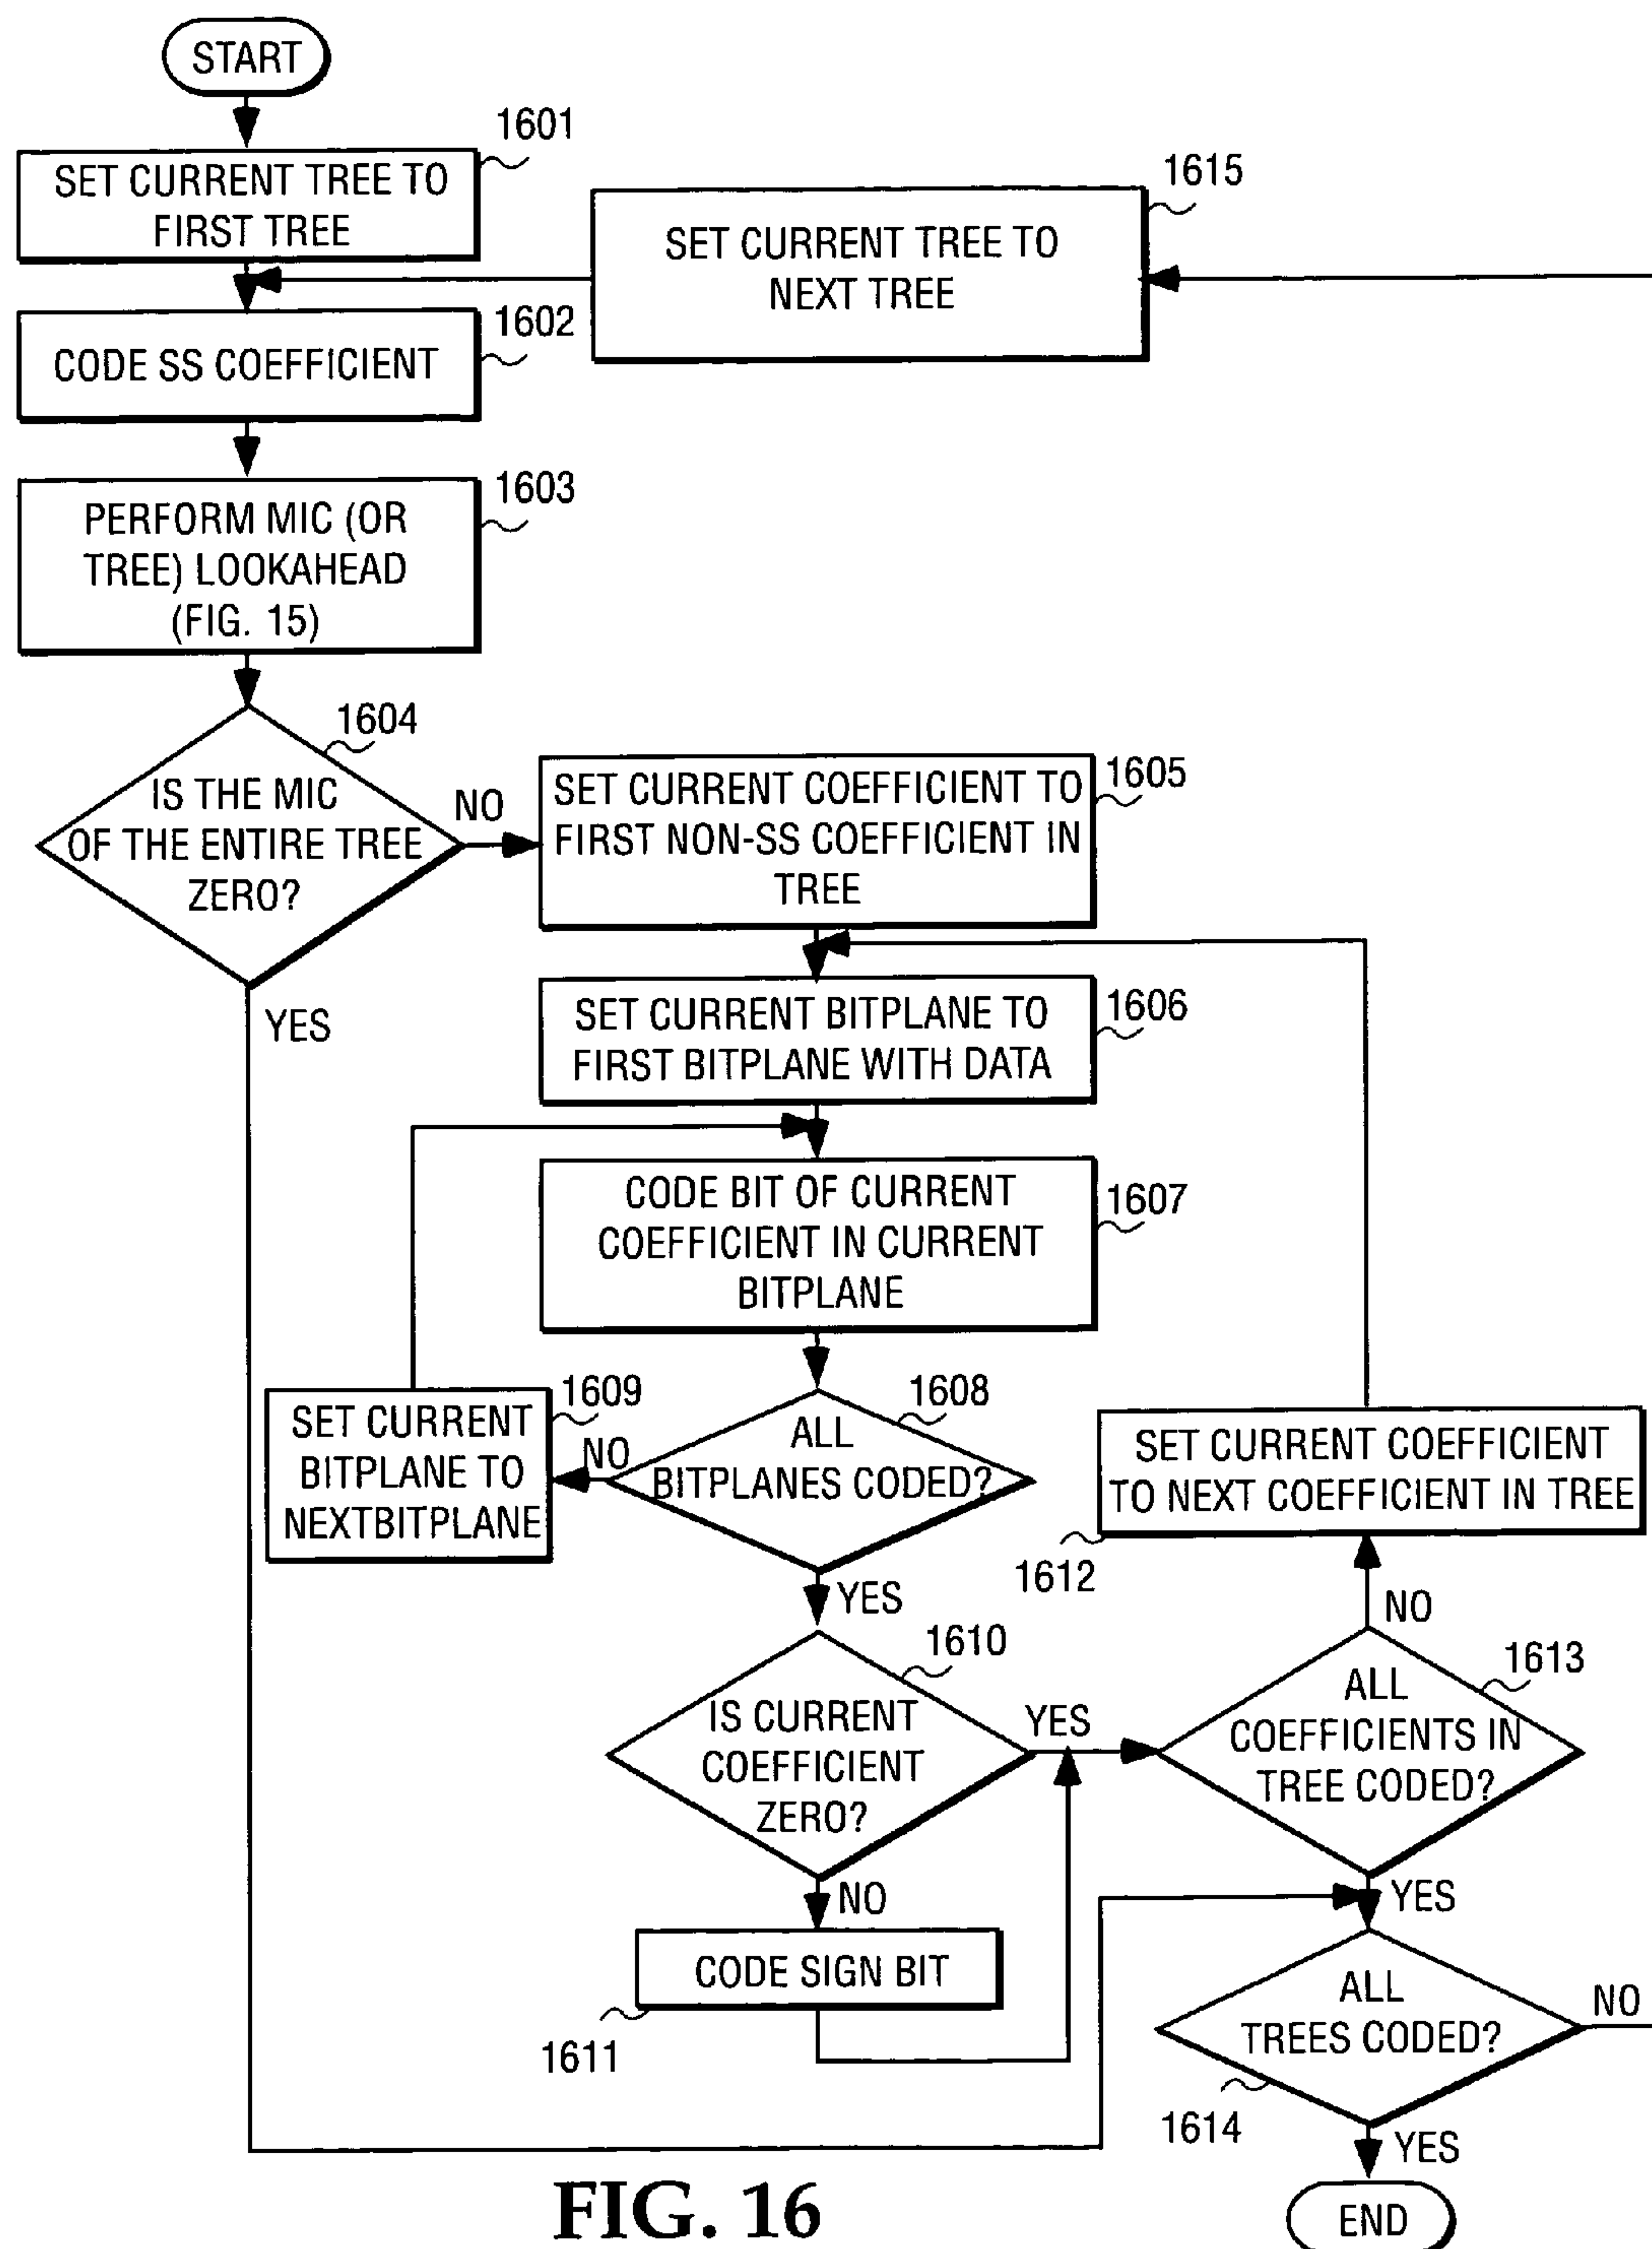 START
1601
SET CURRENT TREE TO
FIRST TREE
1615
SET CURRENT TREE TO
NEXT TREE
1602
CODE SS COEFFICIENT
1603
PERFORM MIC (OR
TREE) LOOKAHEAD
(FIG. 15)
1604
IS THE MIC
OF THE ENTIRE TREE
ZERO?
NO
YES
1605
SET CURRENT COEFFICIENT TO
FIRST NON-SS COEFFICIENT IN
TREE
1606
SET CURRENT BITPLANE TO
FIRST BITPLANE WITH DATA
1607
CODE BIT OF CURRENT
COEFFICIENT IN CURRENT
BITPLANE
1608
ALL
BITPLANES CODED?
NO
YES
1609
SET CURRENT
BITPLANE TO
NEXTBITPLANE
1610
IS CURRENT
COEFFICIENT
ZERO?
YES
NO
CODE SIGN BIT
1611
SET CURRENT COEFFICIENT
TO NEXT COEFFICIENT IN TREE
1612
NO
1613
ALL
COEFFICIENTS IN
TREE CODED?
YES
ALL
TREES CODED?
NO
1614
YES
END
FIG. 16